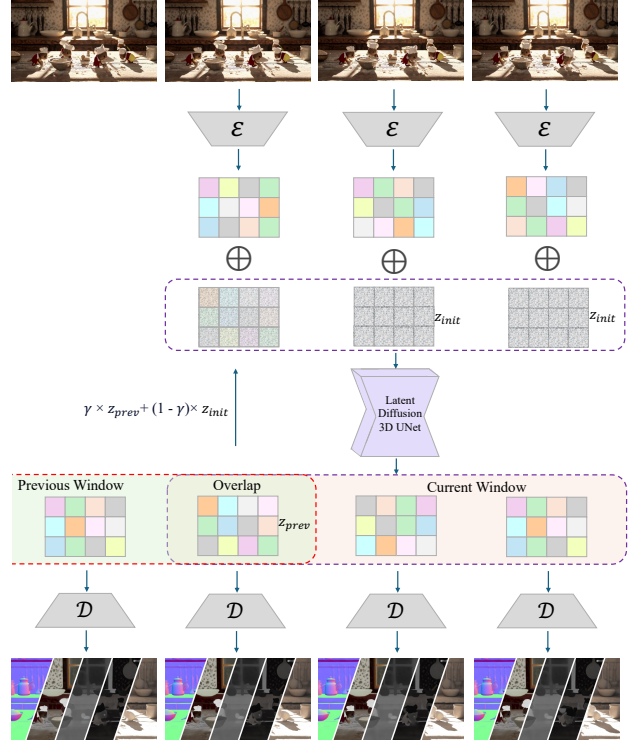 ℰ ℰ ℰ
⊕ ⊕ ⊕
z_init z_init
γ × z_prev + (1 - γ) × z_init
Latent
Diffusion
3D UNet
Previous Window Overlap Current Window
z_prev
𝒟 𝒟 𝒟 𝒟